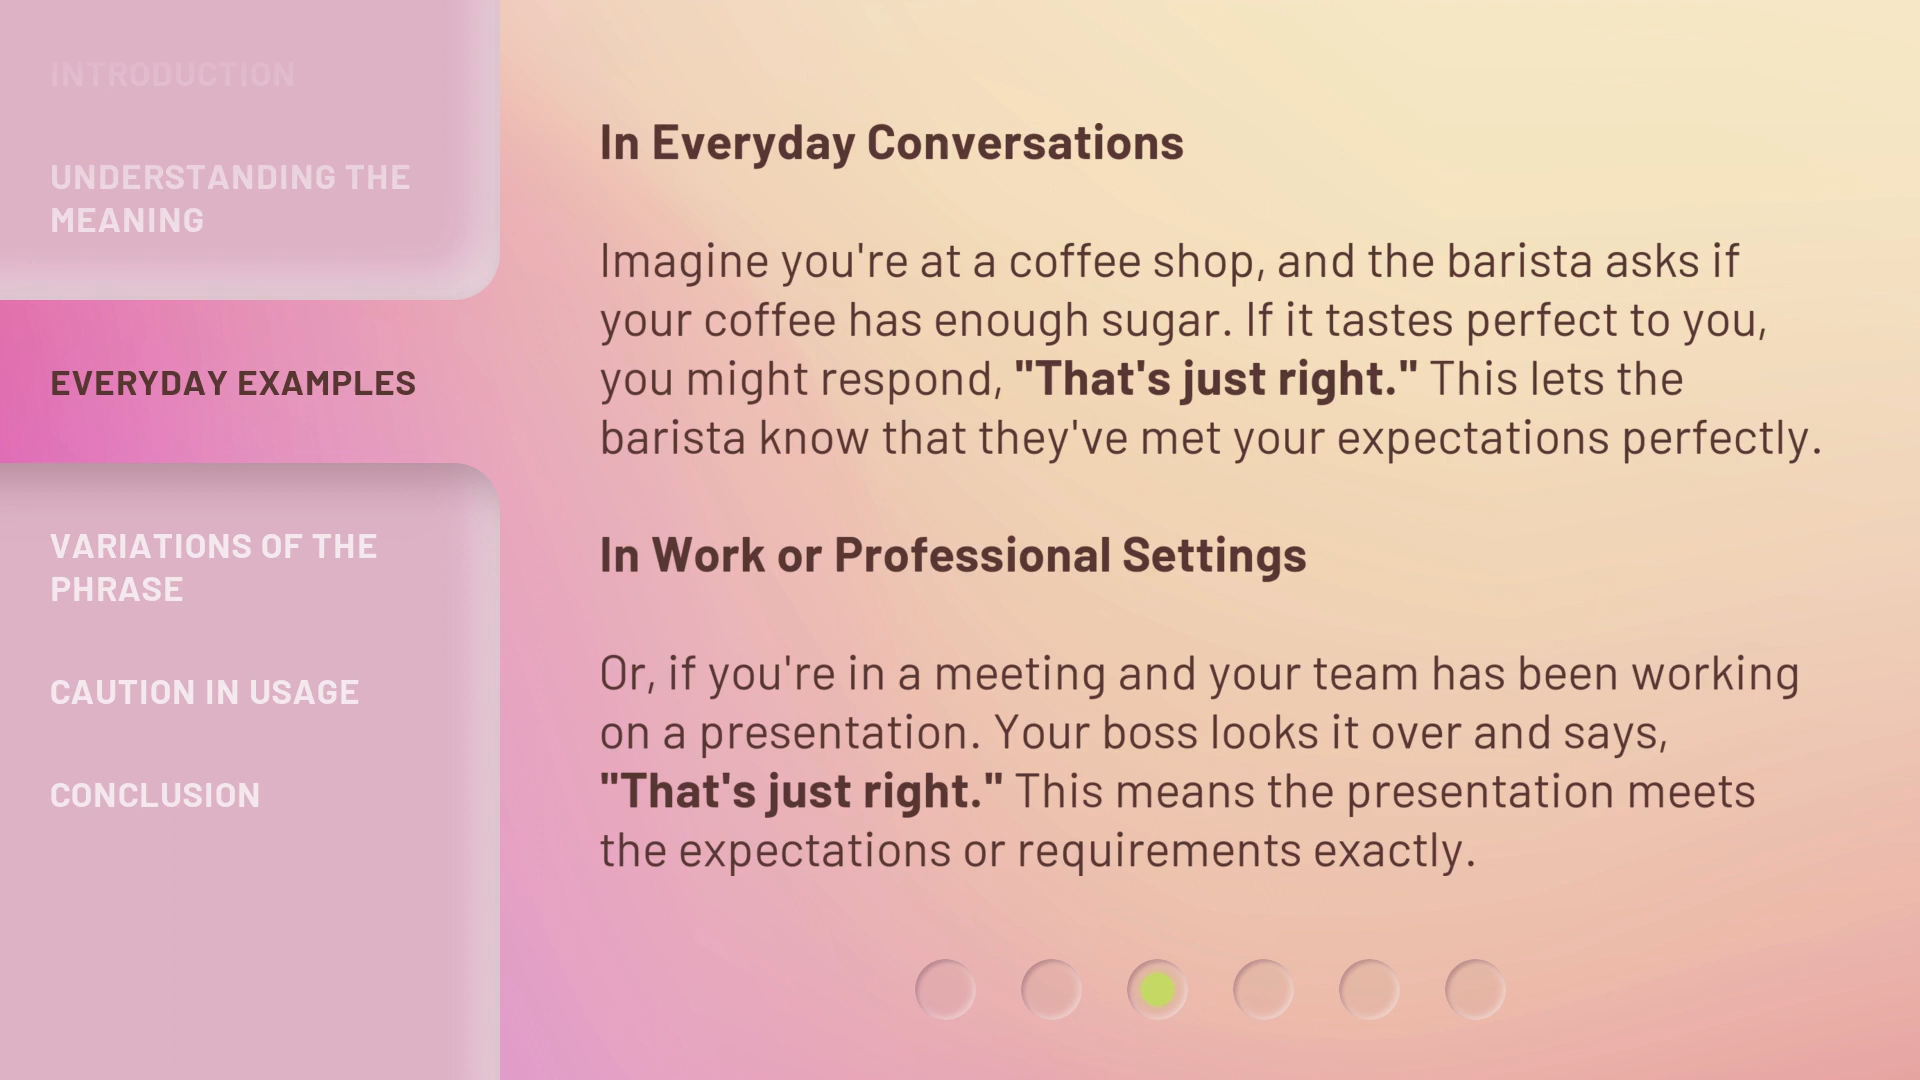 INTRODUCTION
UNDERSTANDING THE
MEANING
EVERYDAY EXAMPLES
VARIATIONS OF THE
PHRASE
CAUTION IN USAGE
CONCLUSION
In Everyday Conversations
Imagine you're at a coffee shop, and the barista asks if
your coffee has enough sugar. If it tastes perfect to you,
you might respond, "That's just right." This lets the
barista know that they've met your expectations perfectly.
In Work or Professional Settings
Or, if you're in a meeting and your team has been working
on a presentation. Your boss looks it over and says,
"That's just right." This means the presentation meets
the expectations or requirements exactly.